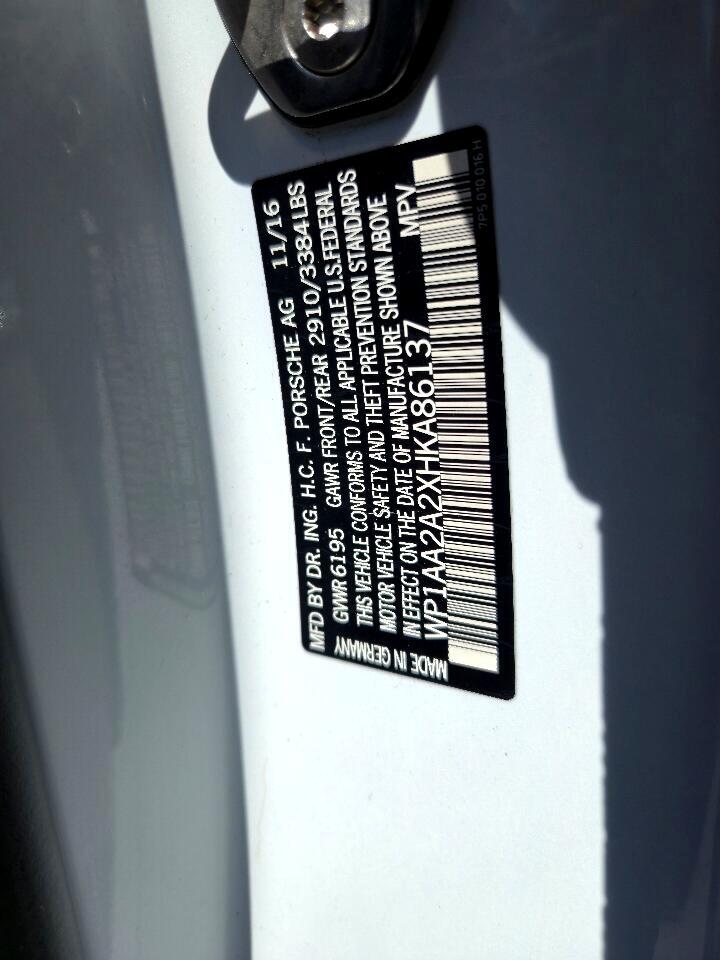 MFD BY DR. ING. H.C. F. PORSCHE AG 11/16
GVWR 6195 GAWR FRONT/REAR 2910/3384LBS
THIS VEHICLE CONFORMS TO ALL APPLICABLE U.S.FEDERAL
MOTOR VEHICLE SAFETY AND THEFT PREVENTION STANDARDS
IN EFFECT ON THE DATE OF MANUFACTURE SHOWN ABOVE
WP1AA2A2XHKA86137 MPV
MADE IN GERMANY
7P5 010 016 H